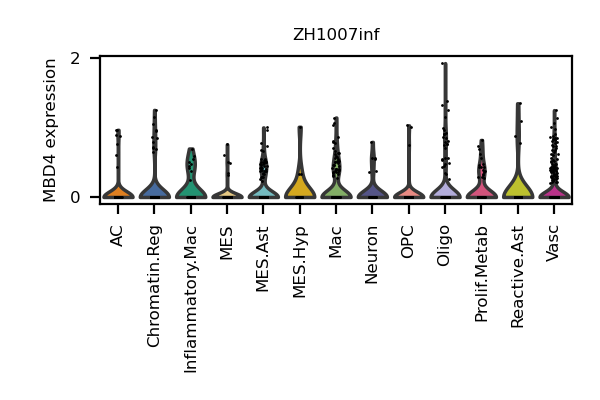 ZH1007inf
MBD4 expression
2
0
AC
Chromatin.Reg
Inflammatory.Mac
MES
MES.Ast
MES.Hyp
Mac
Neuron
OPC
Oligo
Prolif.Metab
Reactive.Ast
Vasc